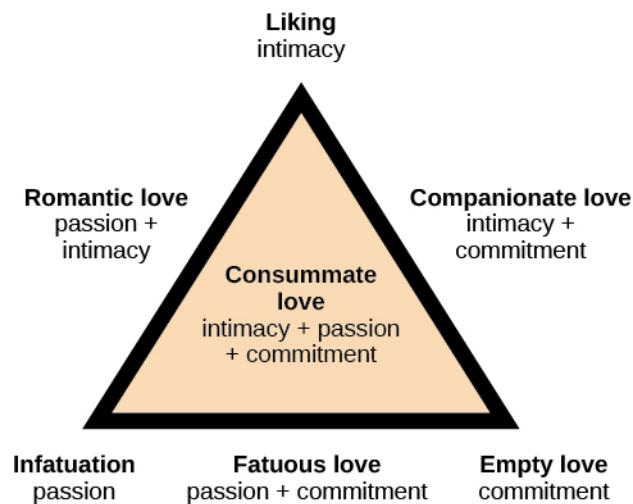 Liking
intimacy
Romantic love
passion +
intimacy
Companionate love
intimacy +
commitment
Consummate
love
intimacy + passion
+ commitment
Infatuation
passion
Fatuous love
passion + commitment
Empty love
commitment